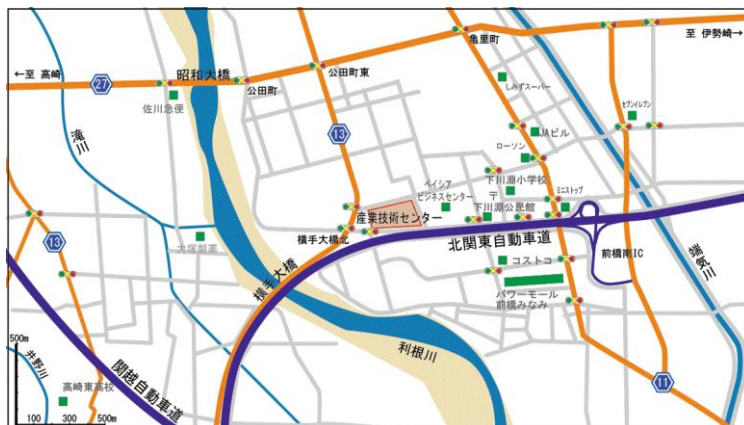 亀里町
至 伊勢崎→
←至 高崎
27
昭和大橋
公田町
公田町東
佐川急便
しみずスーパー
セブンイレブン
JAビル
ローソン
13
滝川
下川淵小学校
ベイシア
ビジネスセンター
〒
ミニストップ
下川淵公民館
産業技術センター
横手大橋北
13
大塚製薬
横手大橋
北関東自動車道
前橋南IC
端気川
コストコ
パワーモール
前橋みなみ
利根川
500m
井野川
関越自動車道
高崎東高校
11
100
300
500m